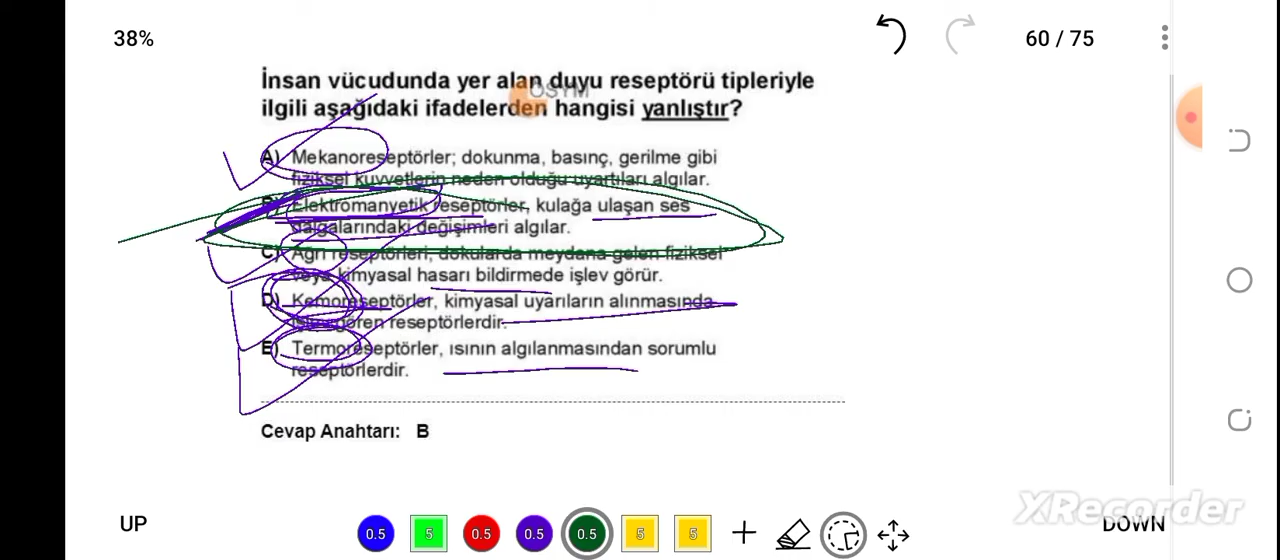 38%
60 / 75
ÖSYM
İnsan vücudunda yer alan duyu reseptörü tipleriyle
ilgili aşağıdaki ifadelerden hangisi yanlıştır?
A) Mekanoreseptörler; dokunma, basınç, gerilme gibi
fiziksel kuvvetlerin neden olduğu uyartıları algılar.
B) Elektromanyetik reseptörler, kulağa ulaşan ses
dalgalarındaki değişimleri algılar.
C) Ağrı reseptörleri, dokularda meydana gelen fiziksel
veya kimyasal hasarı bildirmede işlev görür.
D) Kemoreseptörler, kimyasal uyarıların alınmasında
işlev gören reseptörlerdir.
E) Termoreseptörler, ısının algılanmasından sorumlu
reseptörlerdir.
Cevap Anahtarı: B
UP
0.5 5 0.5 0.5 0.5 5 5
XRecorder
DOWN